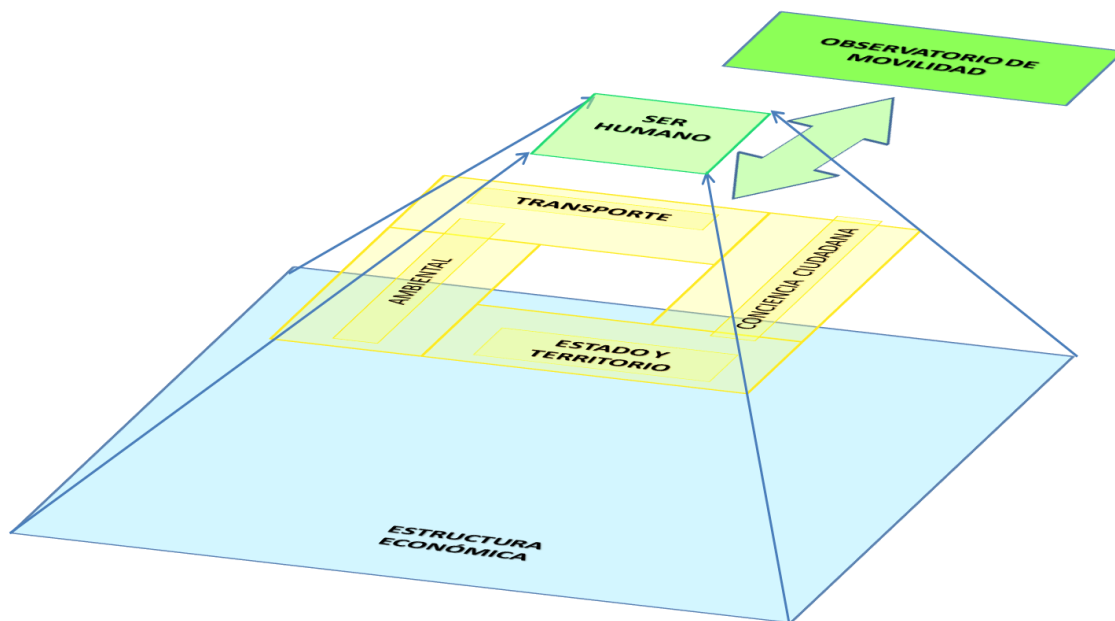 OBSERVATORIO DE
MOVILIDAD
SER
HUMANO
TRANSPORTE
AMBIENTAL
CONCIENCIA CIUDADANA
ESTADO Y
TERRITORIO
ESTRUCTURA
ECONÓMICA